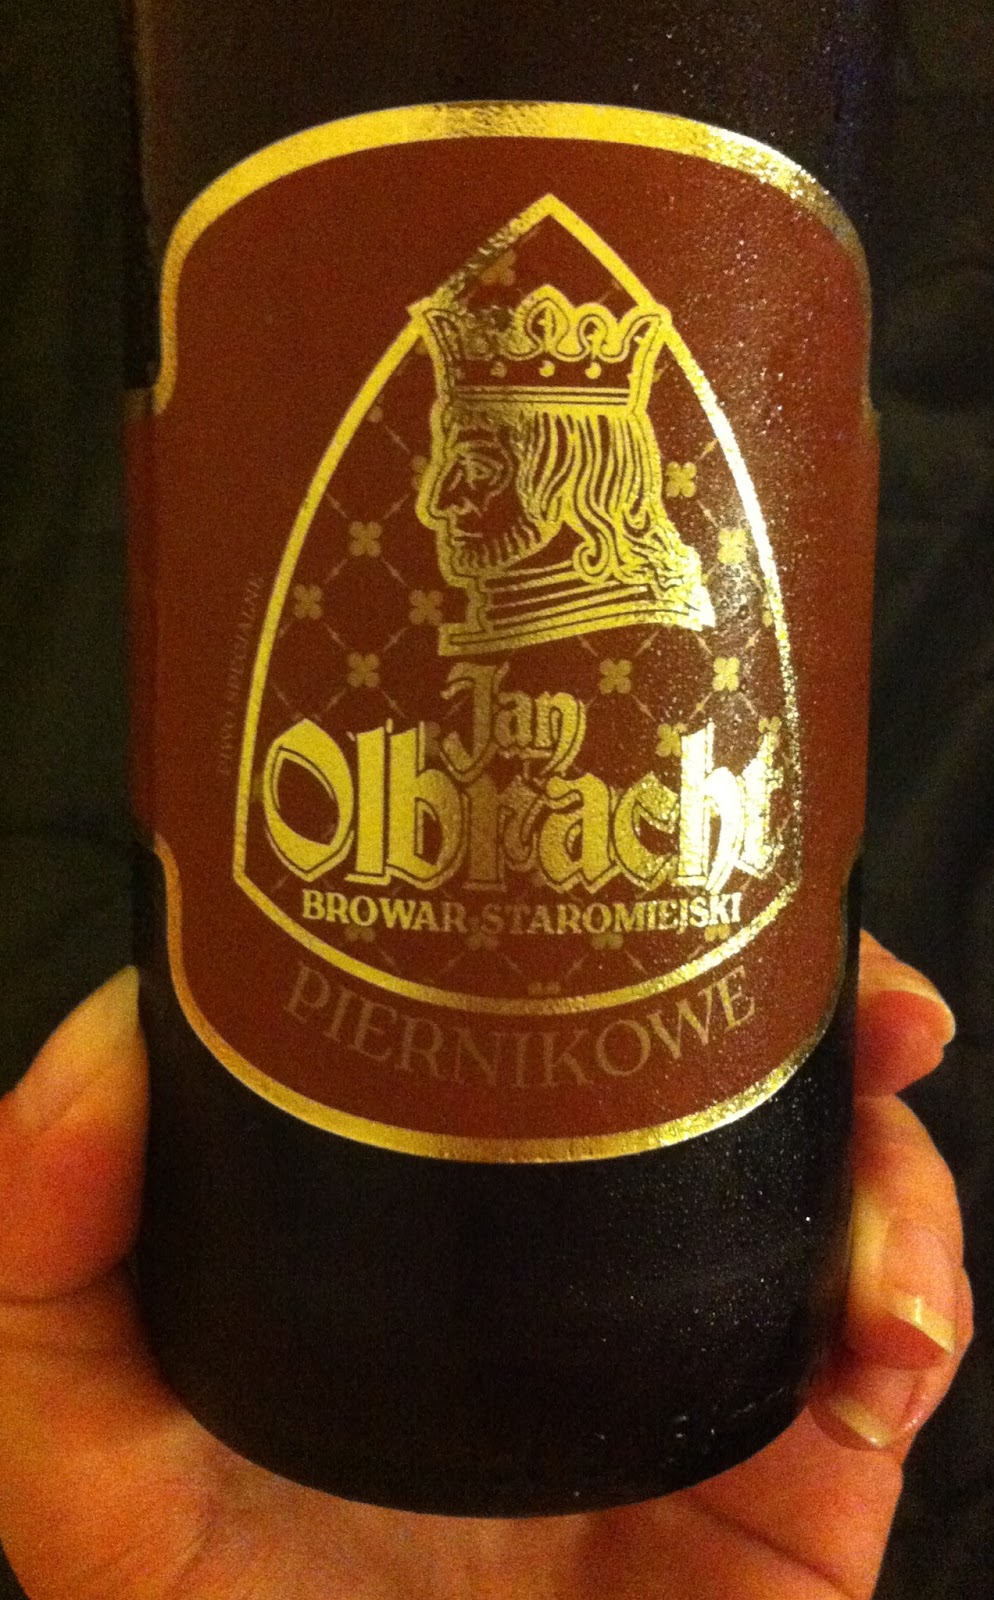 Jan
Olbracht
BROWAR STAROMIEJSKI
PIERNIKOWE